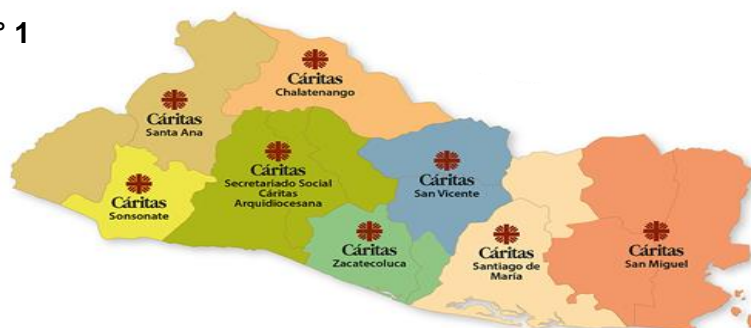 ° 1
Cáritas
Chalatenango
Cáritas
Santa Ana
Cáritas
Secretariado Social
Cáritas
Arquidiocesana
Cáritas
San Vicente
Cáritas
Sonsonate
Cáritas
Zacatecoluca
Cáritas
Santiago de
María
Cáritas
San Miguel